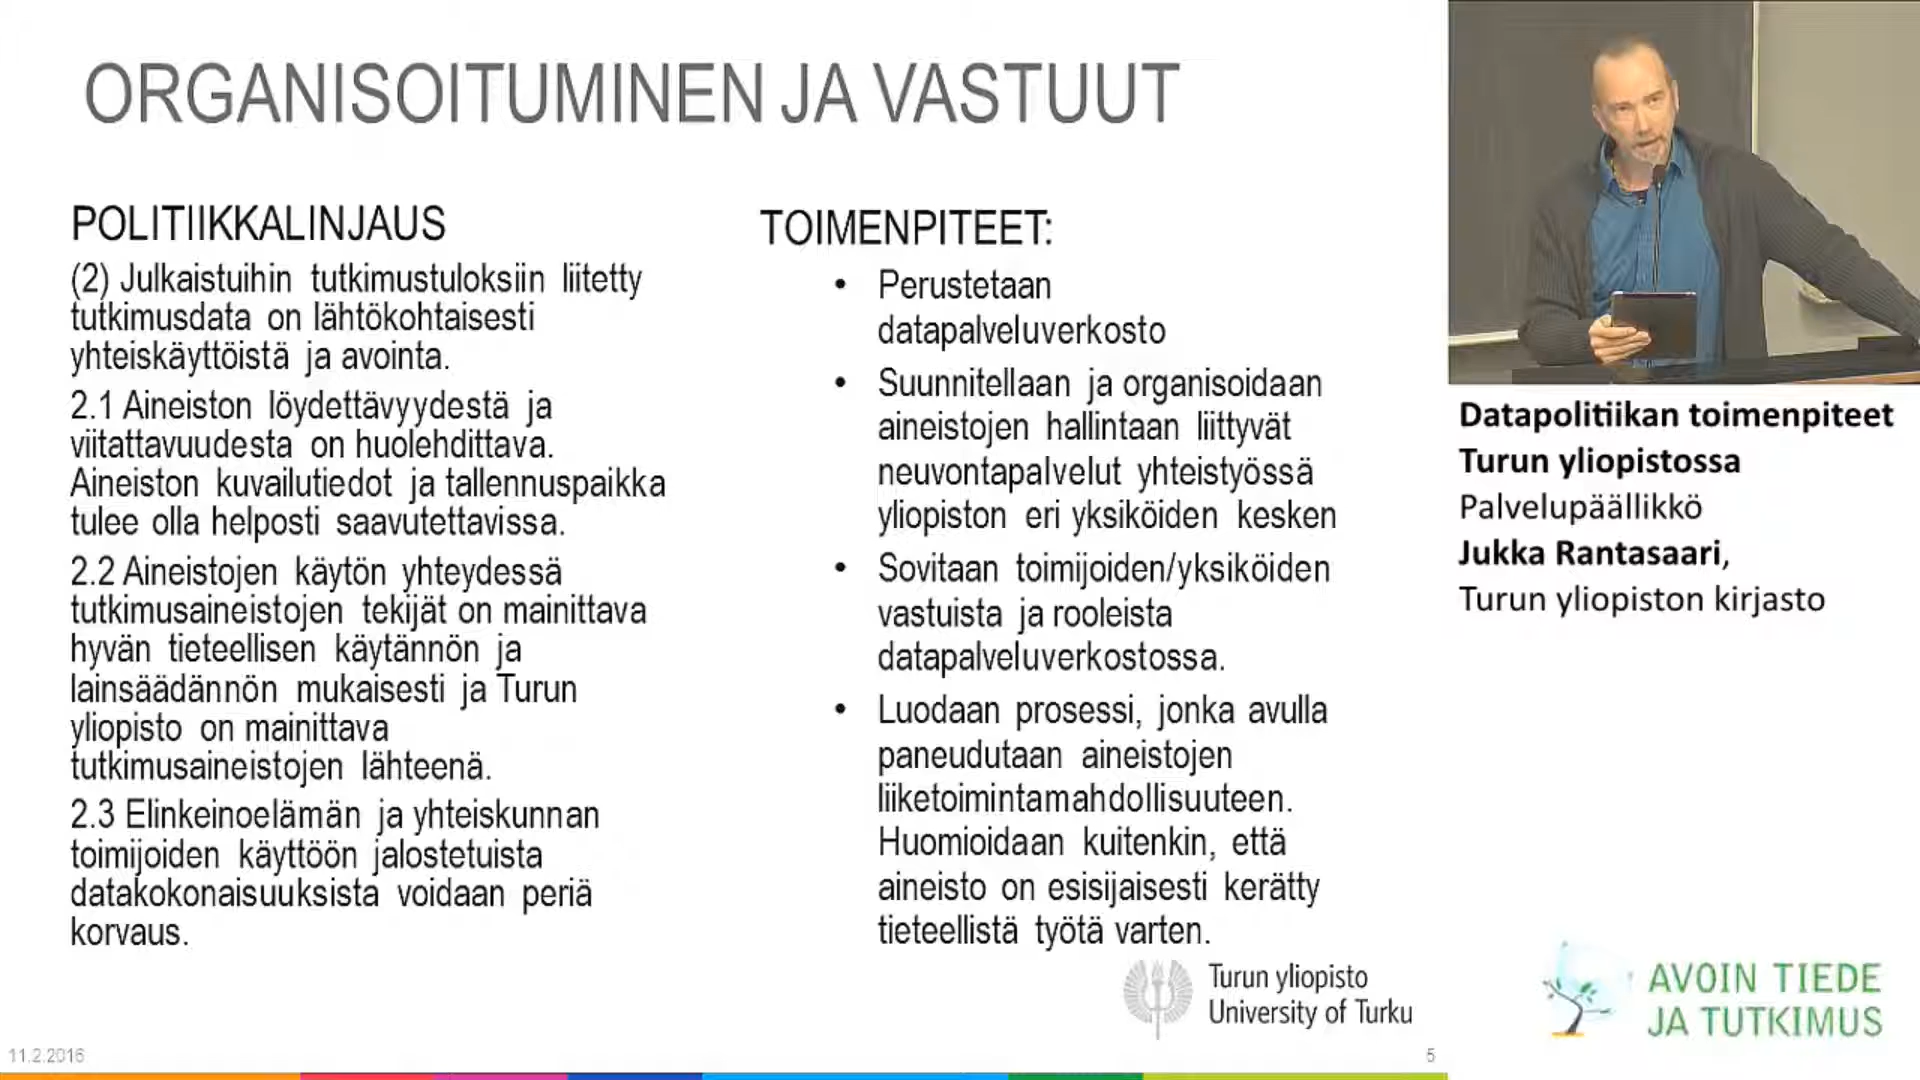 ORGANISOITUMINEN JA VASTUUT
POLITIIKKALINJAUS
(2) Julkaistuihin tutkimustuloksiin liitetty
tutkimusdata on lähtökohtaisesti
yhteiskäyttöistä ja avointa.
2.1 Aineiston löydettävyydestä ja
viitattavuudesta on huolehdittava.
Aineiston kuvailutiedot ja tallennuspaikka
tulee olla helposti saavutettavissa.
2.2 Aineistojen käytön yhteydessä
tutkimusaineistojen tekijät on mainittava
hyvän tieteellisen käytännön ja
lainsäädännön mukaisesti ja Turun
yliopisto on mainittava
tutkimusaineistojen lähteenä.
2.3 Elinkeinoelämän ja yhteiskunnan
toimijoiden käyttöön jalostetuista
datakokonaisuuksista voidaan periä
korvaus.
TOIMENPITEET:
• Perustetaan
datapalveluverkosto
• Suunnitellaan ja organisoidaan
aineistojen hallintaan liittyvät
neuvontapalvelut yhteistyössä
yliopiston eri yksiköiden kesken
• Sovitaan toimijoiden/yksiköiden
vastuista ja rooleista
datapalveluverkostossa.
• Luodaan prosessi, jonka avulla
paneudutaan aineistojen
liiketoimintamahdollisuuteen.
Huomioidaan kuitenkin, että
aineisto on esisijaisesti kerätty
tieteellistä työtä varten.
Turun yliopisto
University of Turku
11.2.2016
5
Datapolitiikan toimenpiteet
Turun yliopistossa
Palvelupäällikkö
Jukka Rantasaari,
Turun yliopiston kirjasto
AVOIN TIEDE
JA TUTKIMUS